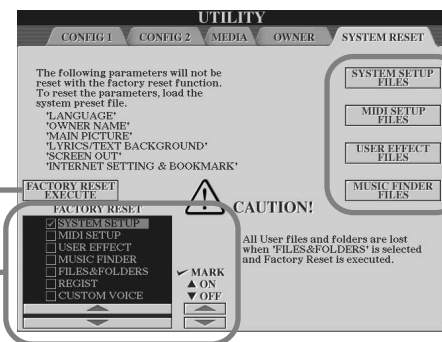 UTILITY
CONFIG 1 CONFIG 2 MEDIA OWNER SYSTEM RESET
The following parameters will not be
reset with the factory reset function.
To reset the parameters, load the
system preset file.
'LANGUAGE'
'OWNER NAME'
'MAIN PICTURE'
'LYRICS/TEXT BACKGROUND'
'SCREEN OUT'
'INTERNET SETTING & BOOKMARK'
SYSTEM SETUP
FILES
MIDI SETUP
FILES
USER EFFECT
FILES
MUSIC FINDER
FILES
FACTORY RESET
EXECUTE
CAUTION!
All User files and folders are lost
when 'FILES&FOLDERS' is selected
and Factory Reset is executed.
FACTORY RESET
SYSTEM SETUP
MIDI SETUP
USER EFFECT
MUSIC FINDER
FILES&FOLDERS
REGIST
CUSTOM VOICE
MARK
▲ ON
▼ OFF